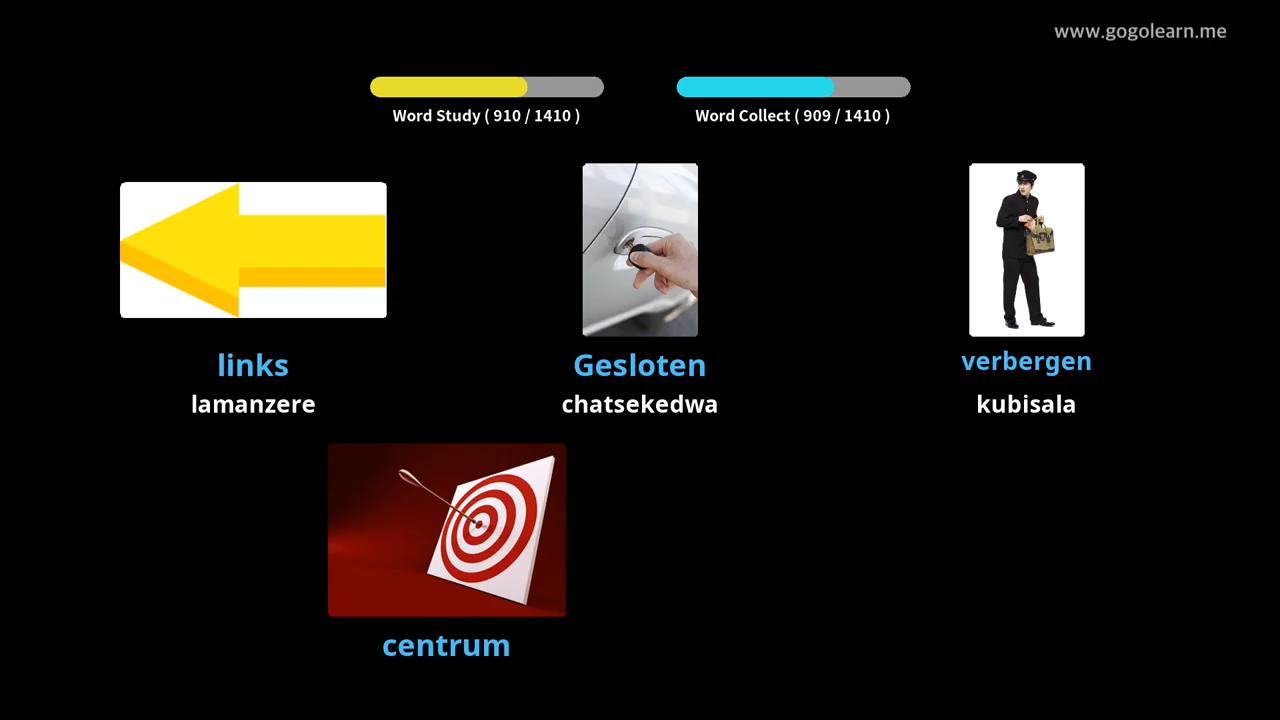 www.gogolearn.me
Word Study ( 910 / 1410 )
Word Collect ( 909 / 1410 )
links
lamanzere
Gesloten
chatsekedwa
verbergen
kubisala
centrum